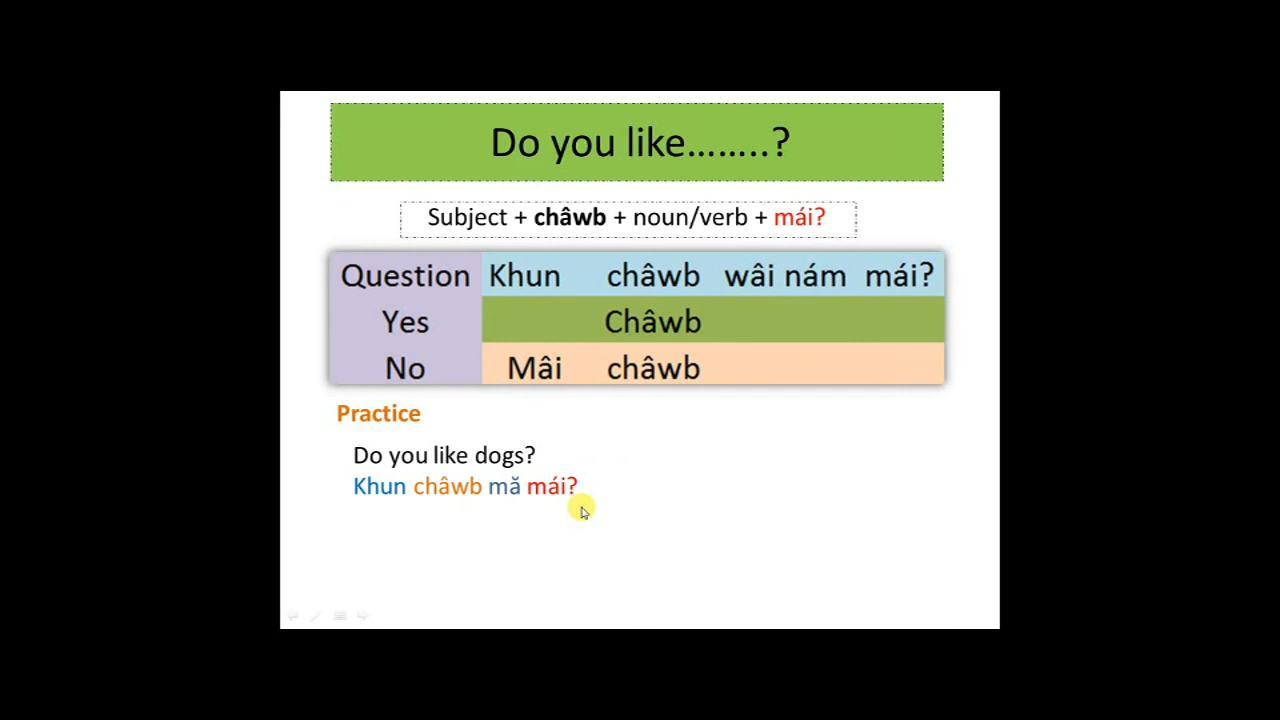 Do you like……..?
Subject + châwb + noun/verb + mái?
Question Khun châwb wâi nám mái?
Yes Châwb
No Mâi châwb
Practice
Do you like dogs?
Khun châwb mă mái?